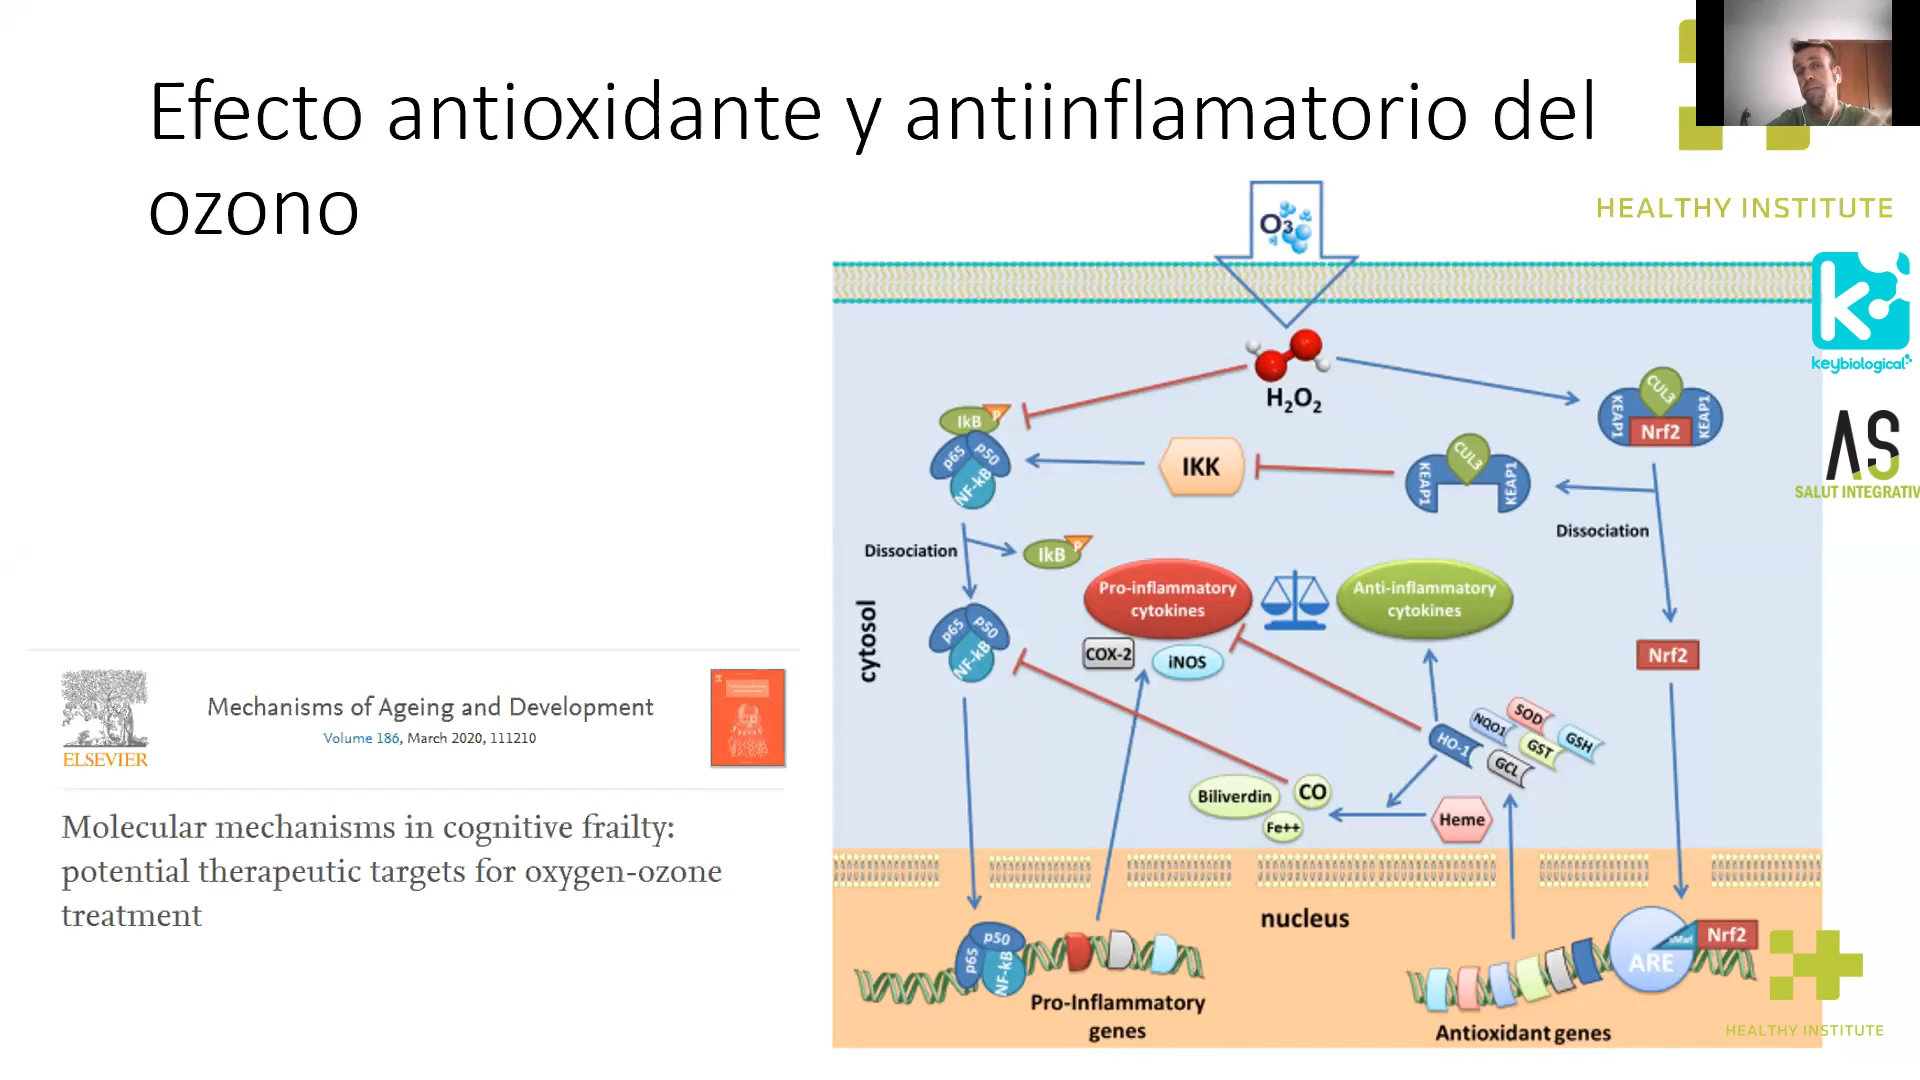 Efecto antioxidante y antiinflamatorio del
ozono
HEALTHY INSTITUTE
keybiological
AS
SALUT INTEGRATIV
ELSEVIER
Mechanisms of Ageing and Development
Volume 186, March 2020, 111210
Molecular mechanisms in cognitive frailty:
potential therapeutic targets for oxygen-ozone
treatment
O3
H2O2
IkB
P
p65
p50
NF-kB
IKK
CUL3
KEAP1
KEAP1
CUL3
KEAP1
Nrf2
KEAP1
Dissociation
IkB
P
Dissociation
cytosol
Pro-inflammatory
cytokines
Anti-inflammatory
cytokines
p65
p50
NF-kB
COX-2
iNOS
Nrf2
HO-1
NQO1
SOD
GST
GSH
GCL
Biliverdin
CO
Fe++
Heme
nucleus
p65
p50
NF-kB
Pro-Inflammatory
genes
ARE
Nrf2
Antioxidant genes
HEALTHY INSTITUTE